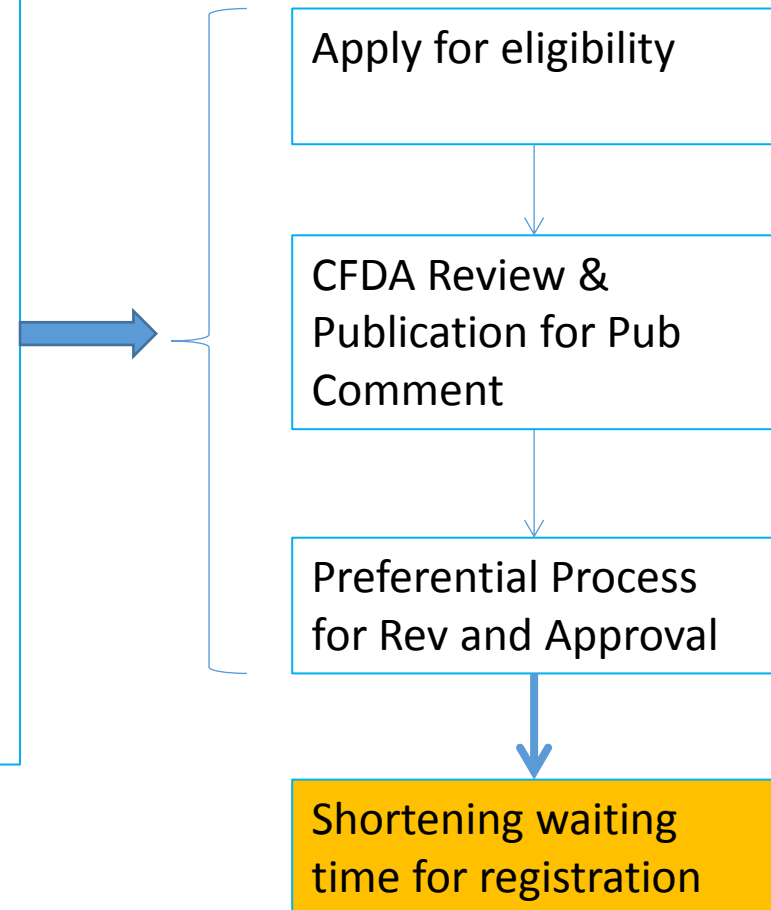 Apply for eligibility
CFDA Review &
Publication for Pub
Comment
Preferential Process
for Rev and Approval
Shortening waiting
time for registration